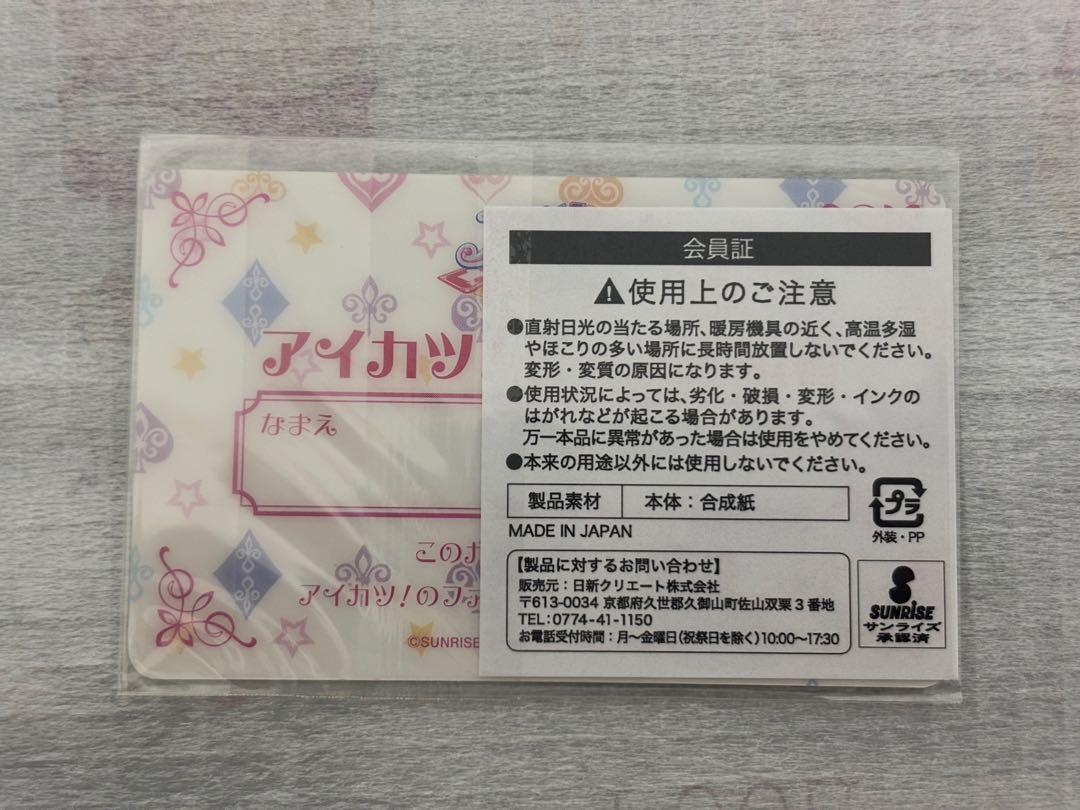 アイカツ
なまえ
このカ
アイカツ!のファ
©SUNRISE
会員証
使用上のご注意
●直射日光の当たる場所、暖房機具の近く、高温多湿
やほこりの多い場所に長時間放置しないでください。
変形・変質の原因になります。
●使用状況によっては、劣化・破損・変形・インクの
はがれなどが起こる場合があります。
万一本品に異常があった場合は使用をやめてください。
●本来の用途以外には使用しないでください。
製品素材 本体：合成紙
MADE IN JAPAN
プラ
外装・PP
【製品に対するお問い合わせ】
販売元：日新クリエート株式会社
〒613-0034 京都府久世郡久御山町佐山双栗3番地
TEL:0774-41-1150
お電話受付時間：月～金曜日(祝祭日を除く)10:00～17:30
SUNRISE
サンライズ
承認済